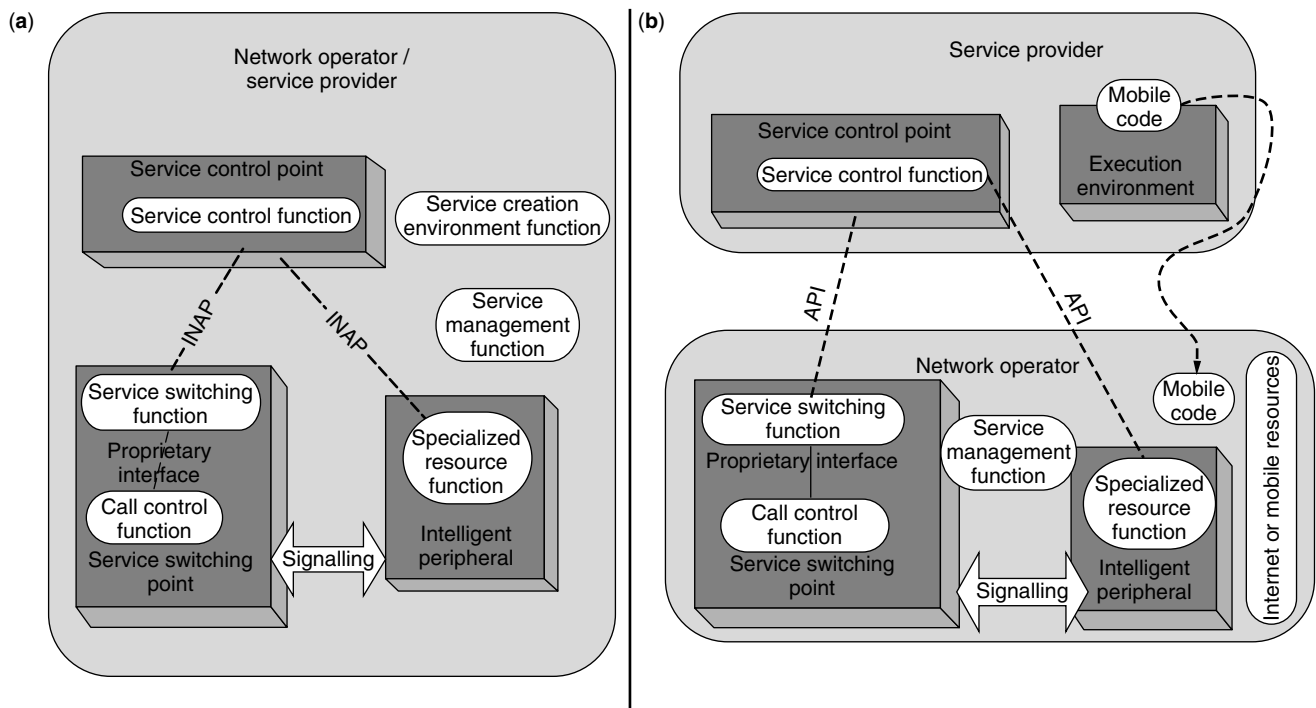 (a)
Network operator /
service provider
Service control point
Service control function
Service creation
environment function
INAP
INAP
Service
management
function
Service switching
function
Proprietary
interface
Call control
function
Service switching
point
Signalling
Specialized
resource
function
Intelligent
peripheral
(b)
Service provider
Service control point
Service control function
Mobile
code
Execution
environment
API
API
Network operator
Service switching
function
Proprietary interface
Call control
function
Service switching
point
Service
management
function
Signalling
Mobile
code
Specialized
resource
function
Intelligent
peripheral
Internet or mobile resources